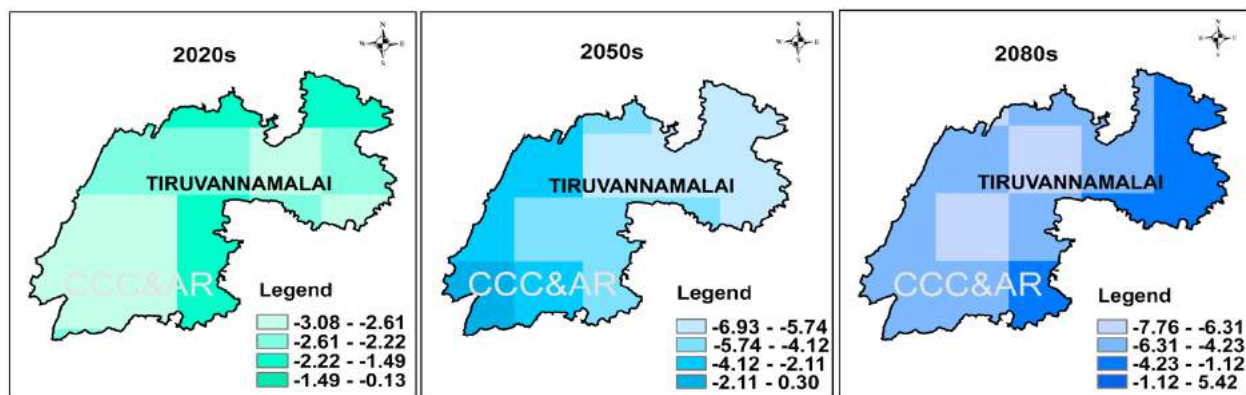 2020s
N
W E
S
TIRUVANNAMALAI
CCC&AR
Legend
-3.08 - -2.61
-2.61 - -2.22
-2.22 - -1.49
-1.49 - -0.13
2050s
N
W E
S
TIRUVANNAMALAI
CCC&AR
Legend
-6.93 - -5.74
-5.74 - -4.12
-4.12 - -2.11
-2.11 - 0.30
2080s
N
E
S
TIRUVANNAMALAI
CCC&AR
Legend
-7.76 - -6.31
-6.31 - -4.23
-4.23 - -1.12
-1.12 - 5.42